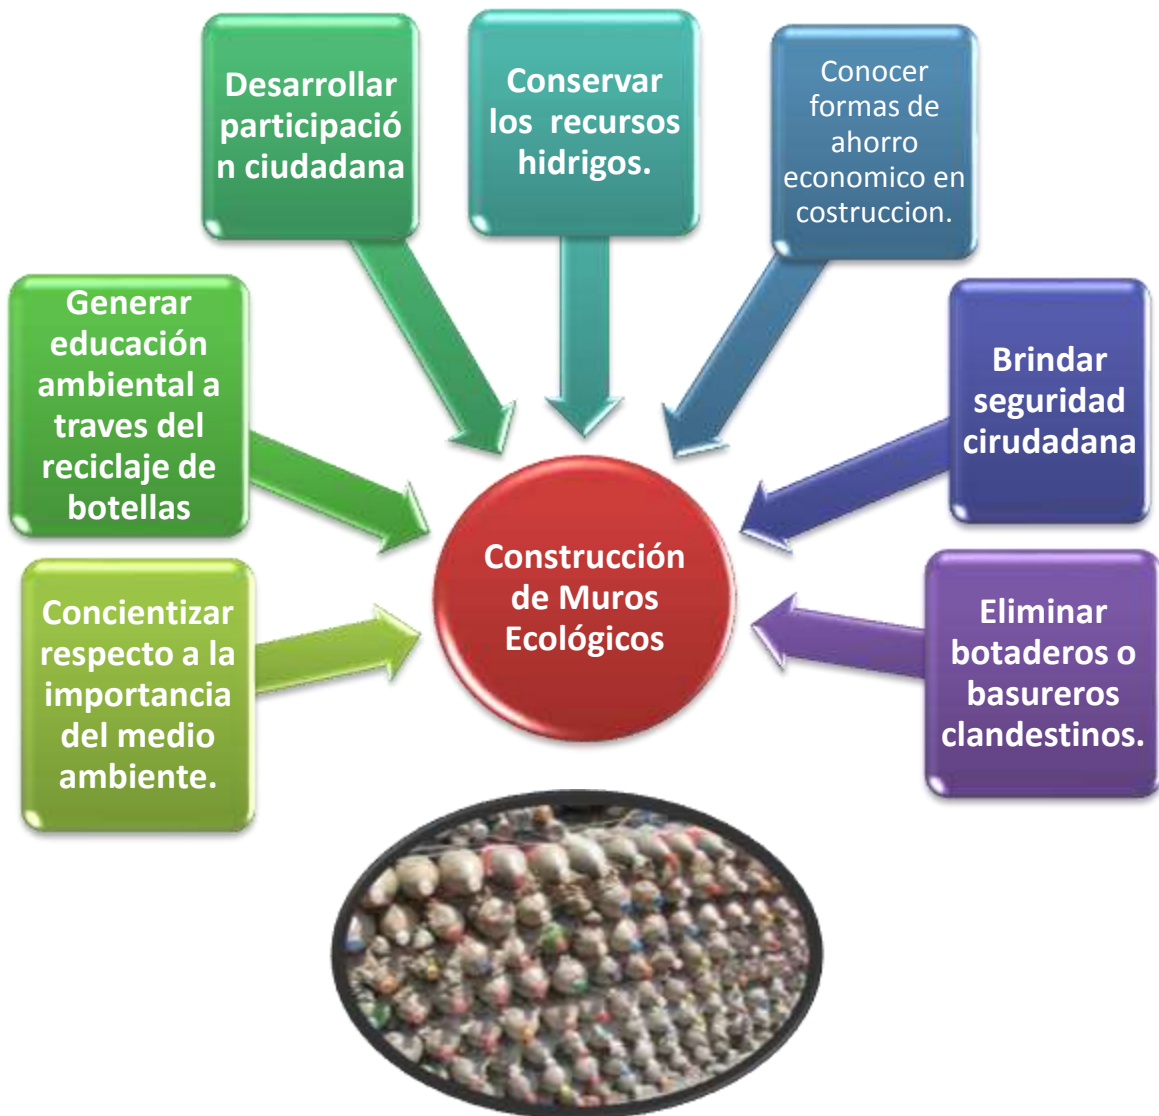 Desarrollar
participació
n ciudadana
Conservar
los recursos
hidrigos.
Conocer
formas de
ahorro
economico en
costruccion.
Generar
educación
ambiental a
traves del
reciclaje de
botellas
Brindar
seguridad
cirudadana
Concientizar
respecto a la
importancia
del medio
ambiente.
Construcción
de Muros
Ecológicos
Eliminar
botaderos o
basureros
clandestinos.